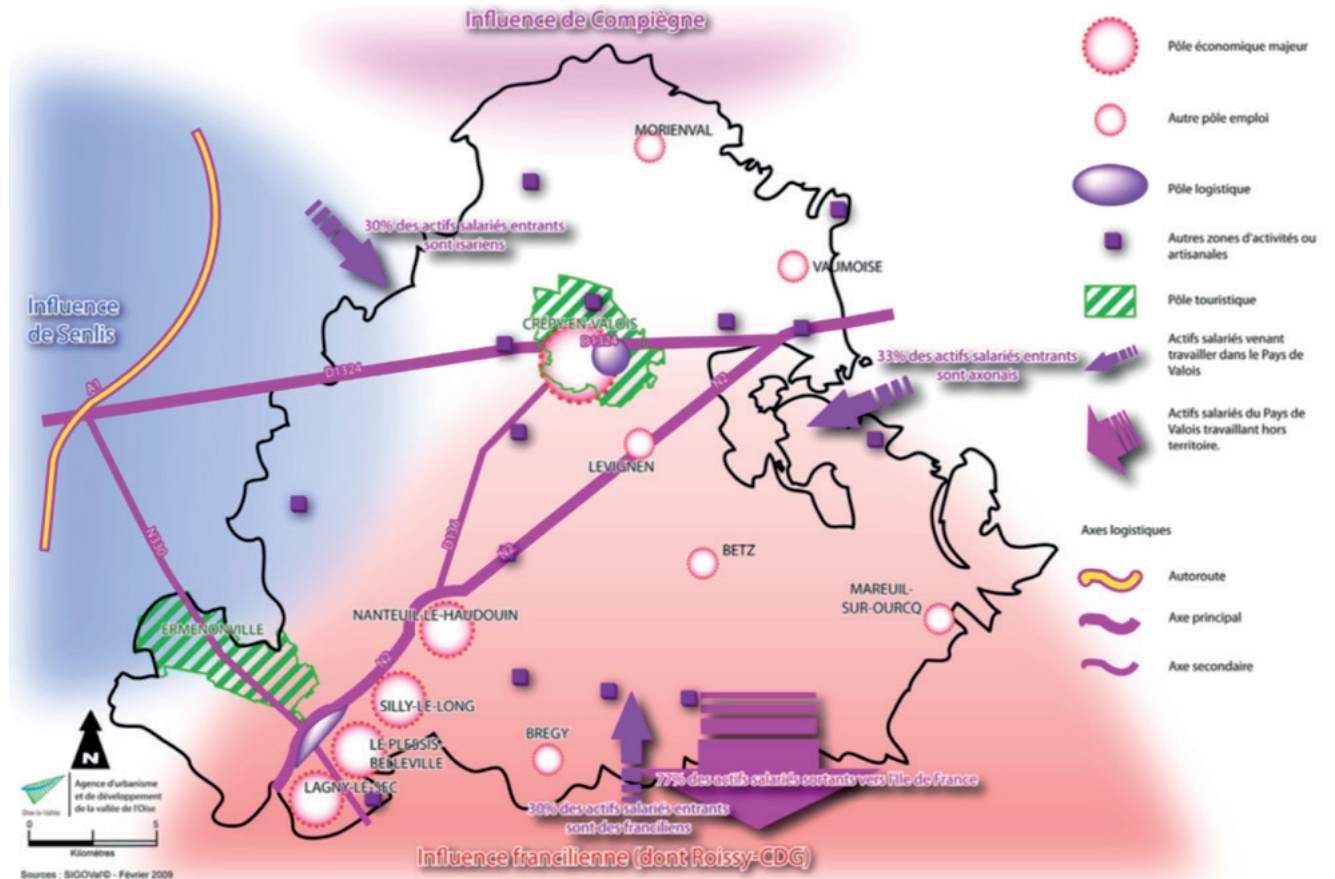 Influence de Compiègne
MORIENVAL
30% des actifs salariés entrants
sont isariens
VAUMOISE
Influence
de Senlis
CREPY-EN-VALOIS
D1324
D1324
A1
N2
33% des actifs salariés entrants
sont axonais
LEVIGNEN
N330
D136
N2
BETZ
MAREUIL-
SUR-OURCQ
NANTEUIL-LE-HAUDOUIN
ERMENONVILLE
N2
SILLY-LE-LONG
BREGY
LE PLESSIS-
BELLEVILLE
LAGNY-LE-SEC
77% des actifs salariés sortants vers l'Ile de France
30% des actifs salariés entrants
sont des franciliens
Influence francilienne (dont Roissy-CDG)
N
Oise-la-Vallée
Agence d'urbanisme
et de développement
de la vallée de l'Oise
0 5
Kilomètres
Sources : SIGOVal'© - Février 2009
Pôle économique majeur
Autre pôle emploi
Pôle logistique
Autres zones d'activités ou
artisanales
Pôle touristique
Actifs salariés venant
travailler dans le Pays de
Valois
Actifs salariés du Pays de
Valois travaillant hors
territoire.
Axes logistiques
Autoroute
Axe principal
Axe secondaire